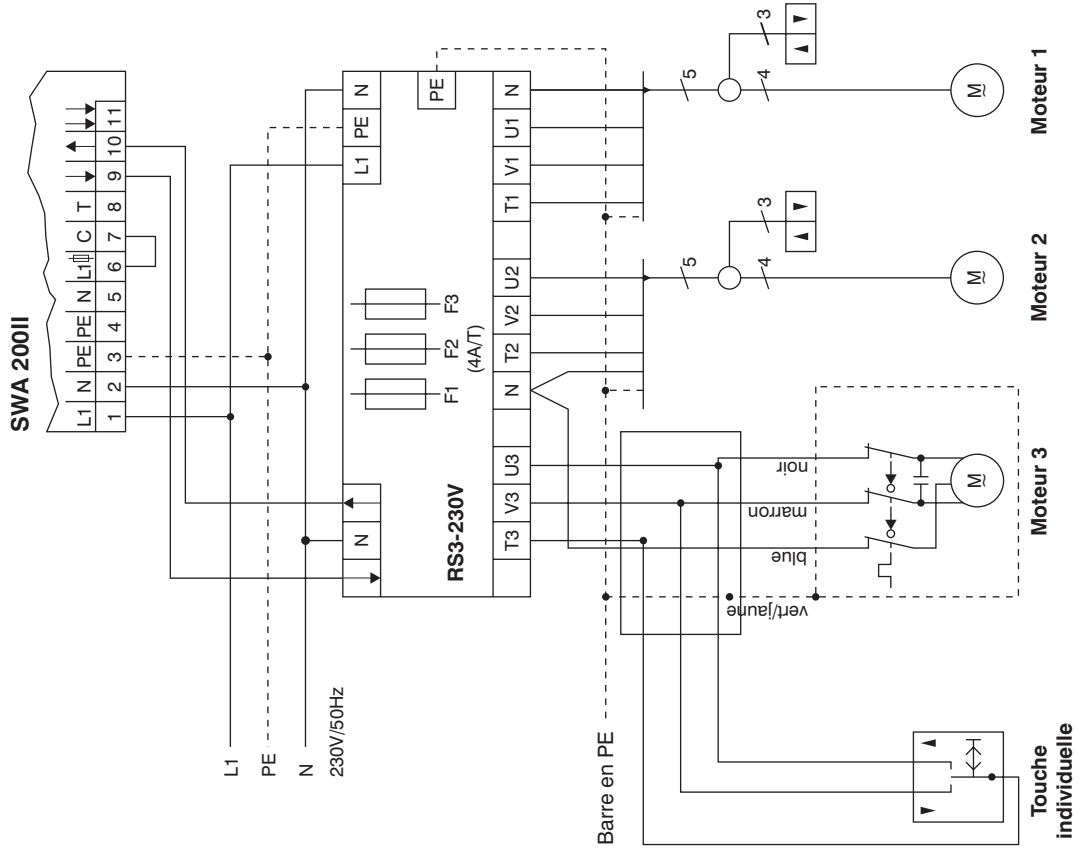 SWA 200II
L1 N PE PE N L1 C T
1 2 3 4 5 6 7 8 9 10 11
L1
PE
N
230V/50Hz
N
L1 PE N
PE
F1 F2 F3
(4A/T)
RS3-230V
T3 V3 U3 N T2 V2 U2 T1 V1 U1 N
Barre en PE
vert/jaune
blue
marron
noir
5
3
4
5
3
4
M
M
M
Touche
individuelle
Moteur 3
Moteur 2
Moteur 1